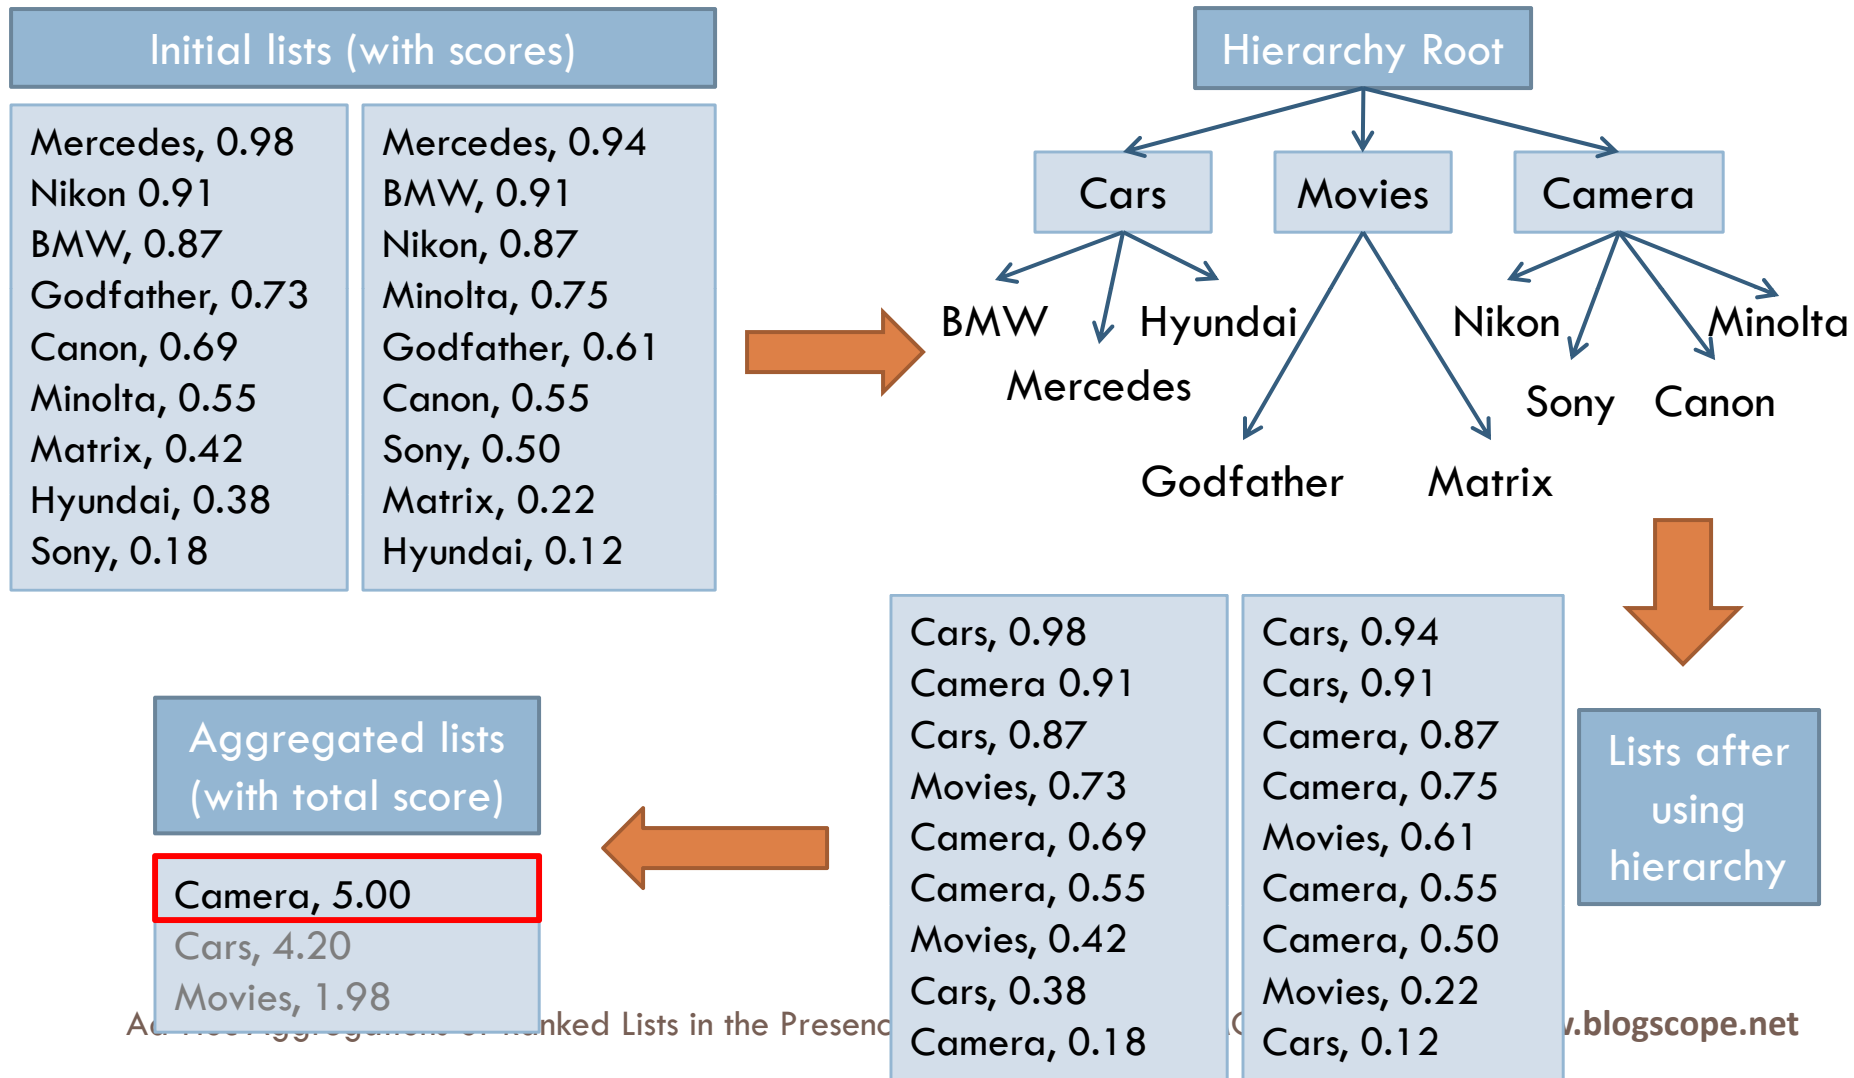 Initial lists (with scores)
Mercedes, 0.98
Nikon 0.91
BMW, 0.87
Godfather, 0.73
Canon, 0.69
Minolta, 0.55
Matrix, 0.42
Hyundai, 0.38
Sony, 0.18
Mercedes, 0.94
BMW, 0.91
Nikon, 0.87
Minolta, 0.75
Godfather, 0.61
Canon, 0.55
Sony, 0.50
Matrix, 0.22
Hyundai, 0.12
Hierarchy Root
Cars
Movies
Camera
BMW
Hyundai
Mercedes
Nikon
Minolta
Sony
Canon
Godfather
Matrix
Cars, 0.98
Camera 0.91
Cars, 0.87
Movies, 0.73
Camera, 0.69
Camera, 0.55
Movies, 0.42
Cars, 0.38
Camera, 0.18
Cars, 0.94
Cars, 0.91
Camera, 0.87
Camera, 0.75
Movies, 0.61
Camera, 0.55
Camera, 0.50
Movies, 0.22
Cars, 0.12
Lists after
using
hierarchy
Aggregated lists
(with total score)
Camera, 5.00
Cars, 4.20
Movies, 1.98
Lists in the .blogscope.net